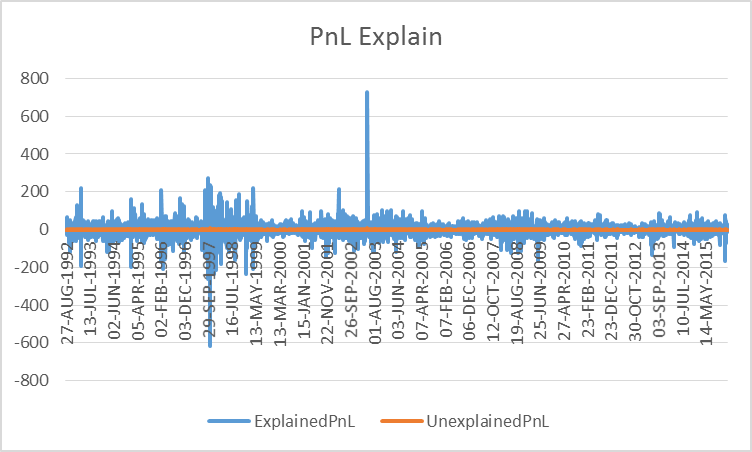 PnL Explain
800
600
400
200
0
-200
-400
-600
-800
27-AUG-1992
13-JUL-1993
02-JUN-1994
05-APR-1995
02-FEB-1996
03-DEC-1996
29-SEP-1997
16-JUL-1998
13-MAY-1999
13-MAR-2000
15-JAN-2001
22-NOV-2001
26-SEP-2002
01-AUG-2003
03-JUN-2004
07-APR-2005
07-FEB-2006
06-DEC-2006
12-OCT-2007
19-AUG-2008
25-JUN-2009
27-APR-2010
23-FEB-2011
23-DEC-2011
30-OCT-2012
03-SEP-2013
10-JUL-2014
14-MAY-2015
ExplainedPnL UnexplainedPnL